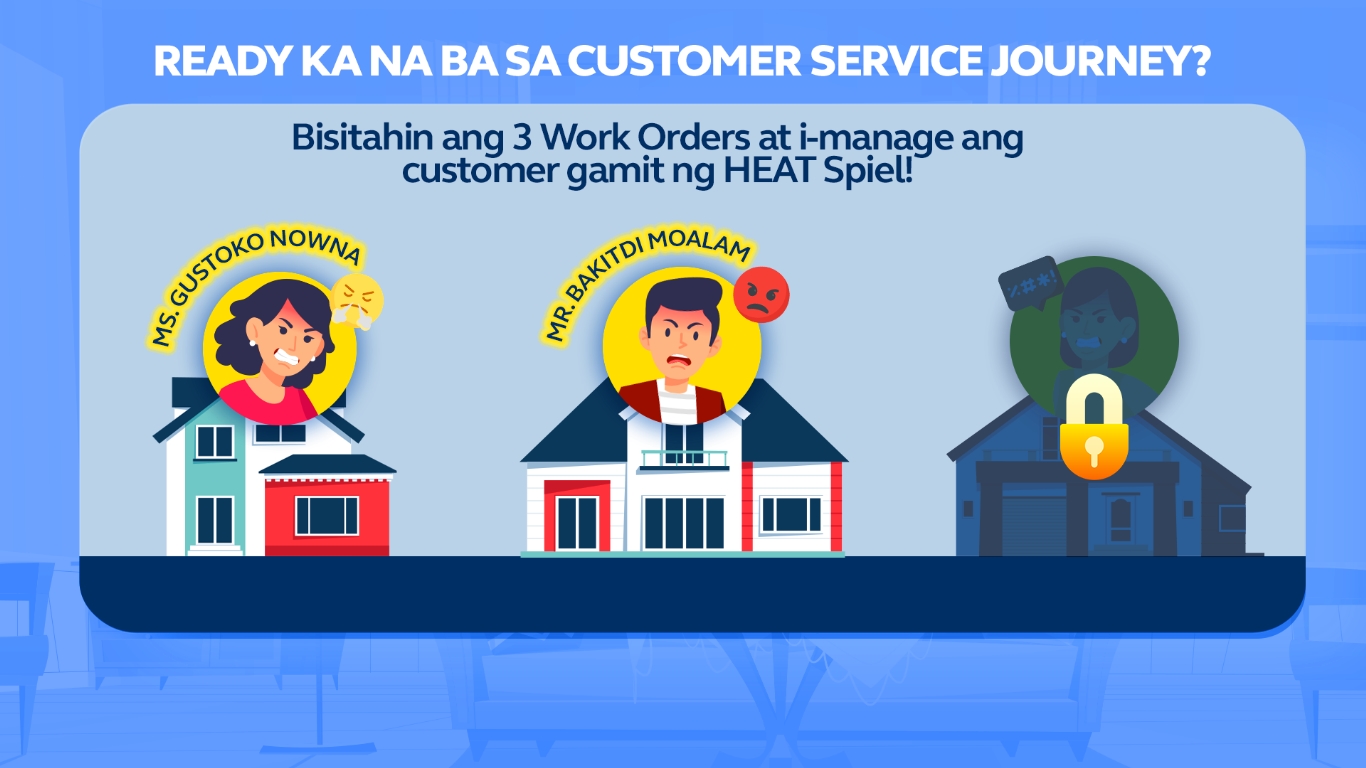 READY KA NA BA SA CUSTOMER SERVICE JOURNEY?
Bisitahin ang 3 Work Orders at i-manage ang
customer gamit ng HEAT Spiel!
MS. GUSTOKO NOWNA
MR. BAKITDI MOALAM
%#*!